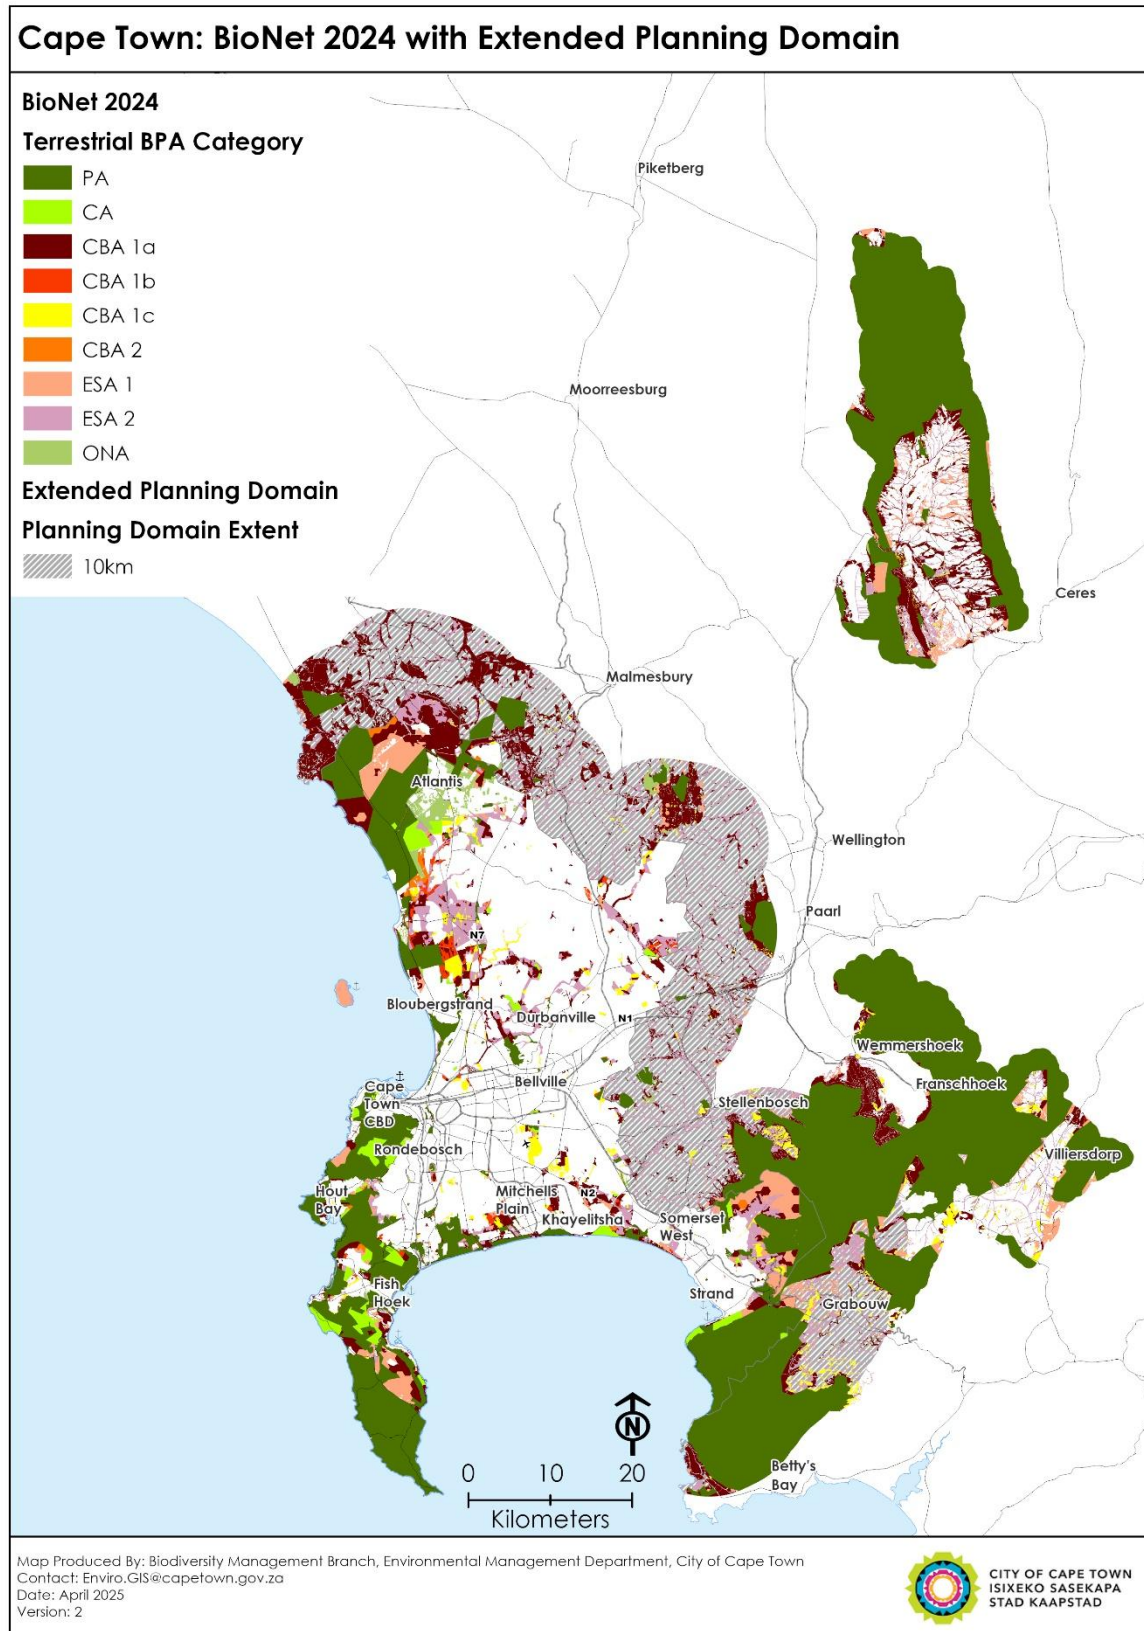 Cape Town: BioNet 2024 with Extended Planning Domain
BioNet 2024
Terrestrial BPA Category
PA
CA
CBA 1a
CBA 1b
CBA 1c
CBA 2
ESA 1
ESA 2
ONA
Extended Planning Domain
Planning Domain Extent
10km
Piketberg
Moorreesburg
Ceres
Malmesbury
Atlantis
Wellington
Paarl
N7
Bloubergstrand
Durbanville
N1
Wemmershoek
Franschhoek
Bellville
Cape
Town
CBD
Stellenbosch
Rondebosch
Villiersdorp
Hout
Bay
Mitchells
Plain
N2
Khayelitsha
Somerset
West
Fish
Hoek
Strand
Grabouw
N
Betty's
Bay
0 10 20
Kilometers
Map Produced By: Biodiversity Management Branch, Environmental Management Department, City of Cape Town
Contact: Enviro.GIS@capetown.gov.za
Date: April 2025
Version: 2
CITY OF CAPE TOWN
ISIXEKO SASEKAPA
STAD KAAPSTAD